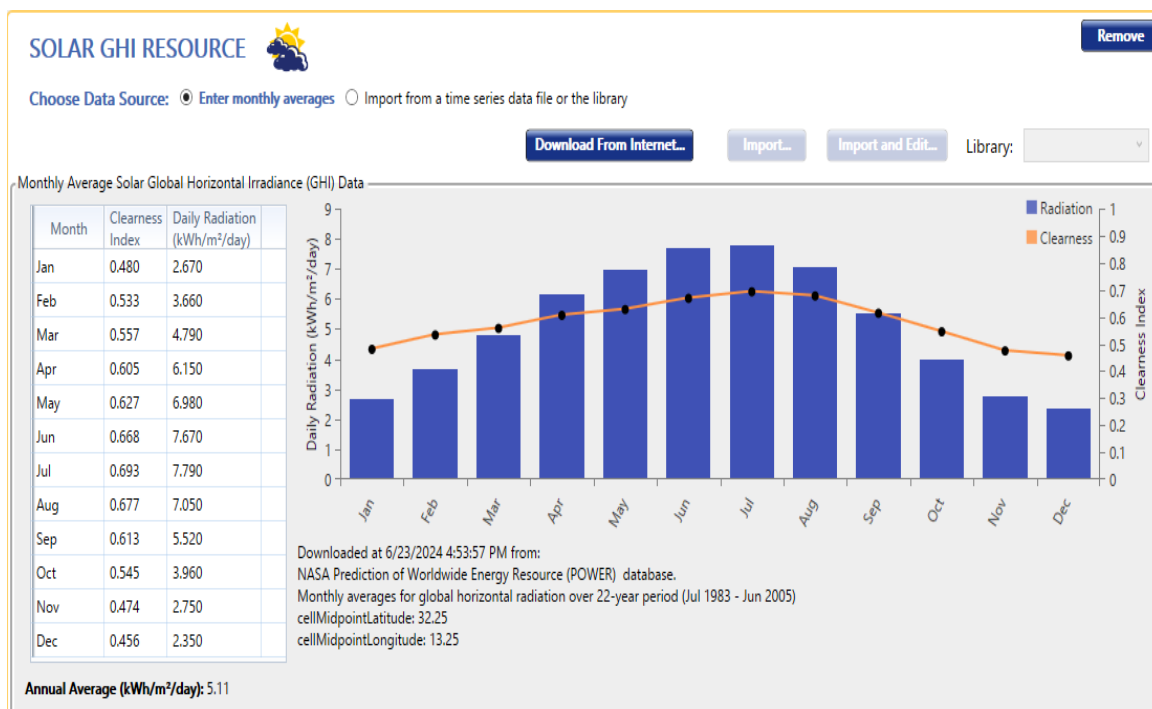 SOLAR GHI RESOURCE
Remove
Choose Data Source: Enter monthly averages Import from a time series data file or the library
Download From Internet... Import... Import and Edit... Library:
Monthly Average Solar Global Horizontal Irradiance (GHI) Data
Month Clearness Index Daily Radiation (kWh/m²/day)
Jan 0.480 2.670
Feb 0.533 3.660
Mar 0.557 4.790
Apr 0.605 6.150
May 0.627 6.980
Jun 0.668 7.670
Jul 0.693 7.790
Aug 0.677 7.050
Sep 0.613 5.520
Oct 0.545 3.960
Nov 0.474 2.750
Dec 0.456 2.350
Daily Radiation (kWh/m²/day)
9
8
7
6
5
4
3
2
1
0
Jan Feb Mar Apr May Jun Jul Aug Sep Oct Nov Dec
Radiation
Clearness
1
0.9
0.8
0.7
0.6
0.5
0.4
0.3
0.2
0.1
0
Clearness Index
Downloaded at 6/23/2024 4:53:57 PM from:
NASA Prediction of Worldwide Energy Resource (POWER) database.
Monthly averages for global horizontal radiation over 22-year period (Jul 1983 - Jun 2005)
cellMidpointLatitude: 32.25
cellMidpointLongitude: 13.25
Annual Average (kWh/m²/day): 5.11